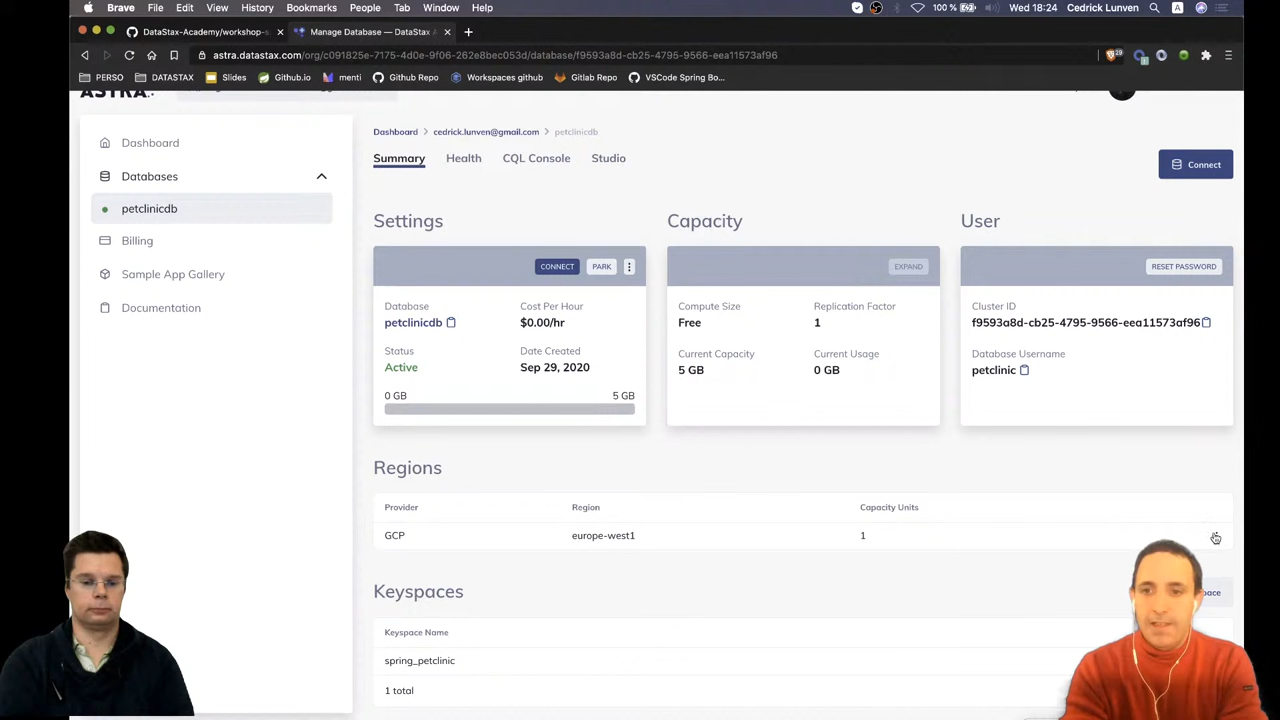 Brave File Edit View History Bookmarks People Tab Window Help 100 % Wed 18:24 Cedrick Lunven
DataStax-Academy/workshop-s
Manage Database — DataStax A
astra.datastax.com/org/c091825e-7175-4d0e-9f06-262e8bec053d/database/f9593a8d-cb25-4795-9566-eea11573af96
PERSO DATASTAX Slides Github.io menti Github Repo Workspaces github Gitlab Repo VSCode Spring Bo...
ASTRA
Dashboard
Databases
petclinicdb
Billing
Sample App Gallery
Documentation
Dashboard > cedrick.lunven@gmail.com > petclinicdb
Summary Health CQL Console Studio
Connect
Settings
CONNECT PARK
Database
petclinicdb
Cost Per Hour
$0.00/hr
Status
Active
Date Created
Sep 29, 2020
0 GB 5 GB
Capacity
EXPAND
Compute Size
Free
Replication Factor
1
Current Capacity
5 GB
Current Usage
0 GB
User
RESET PASSWORD
Cluster ID
f9593a8d-cb25-4795-9566-eea11573af96
Database Username
petclinic
Regions
Provider Region Capacity Units
GCP europe-west1 1
Keyspaces
Keyspace Name
spring_petclinic
1 total